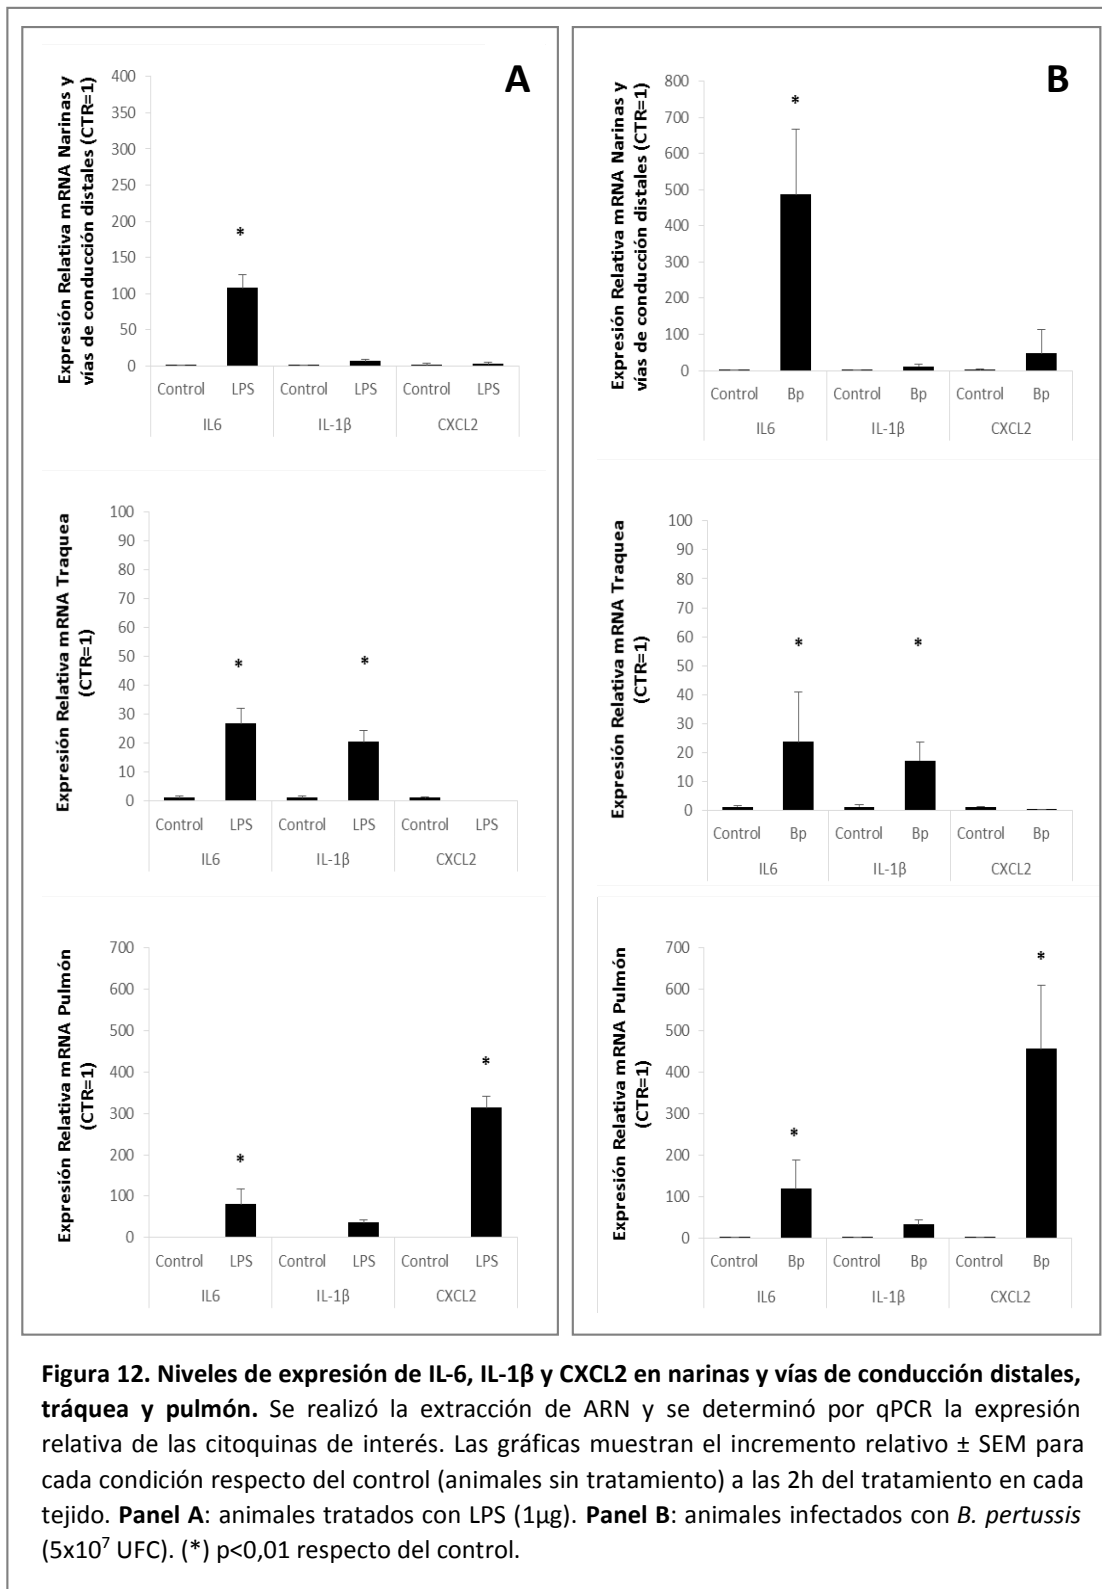 A
Expresión Relativa mRNA Narinas y
vías de conducción distales (CTR=1)
400
350
300
250
200
150
100
50
0
*
Control LPS Control LPS Control LPS
IL6 IL-1β CXCL2
Expresión Relativa mRNA Traquea
(CTR=1)
100
90
80
70
60
50
40
30
20
10
0
* *
Control LPS Control LPS Control LPS
IL6 IL-1β CXCL2
Expresión Relativa mRNA Pulmón
(CTR=1)
700
600
500
400
300
200
100
0
* *
Control LPS Control LPS Control LPS
IL6 IL-1β CXCL2
B
Expresión Relativa mRNA Narinas y
vías de conducción distales (CTR=1)
800
700
600
500
400
300
200
100
0
*
Control Bp Control Bp Control Bp
IL6 IL-1β CXCL2
Expresión Relativa mRNA Traquea
(CTR=1)
100
90
80
70
60
50
40
30
20
10
0
* *
Control Bp Control Bp Control Bp
IL6 IL-1β CXCL2
Expresión Relativa mRNA Pulmón
(CTR=1)
700
600
500
400
300
200
100
0
* *
Control Bp Control Bp Control Bp
IL6 IL-1β CXCL2
Figura 12. Niveles de expresión de IL-6, IL-1β y CXCL2 en narinas y vías de conducción distales,
tráquea y pulmón. Se realizó la extracción de ARN y se determinó por qPCR la expresión
relativa de las citoquinas de interés. Las gráficas muestran el incremento relativo ± SEM para
cada condición respecto del control (animales sin tratamiento) a las 2h del tratamiento en cada
tejido. Panel A: animales tratados con LPS (1µg). Panel B: animales infectados con B. pertussis
(5x10⁷ UFC). (*) p<0,01 respecto del control.